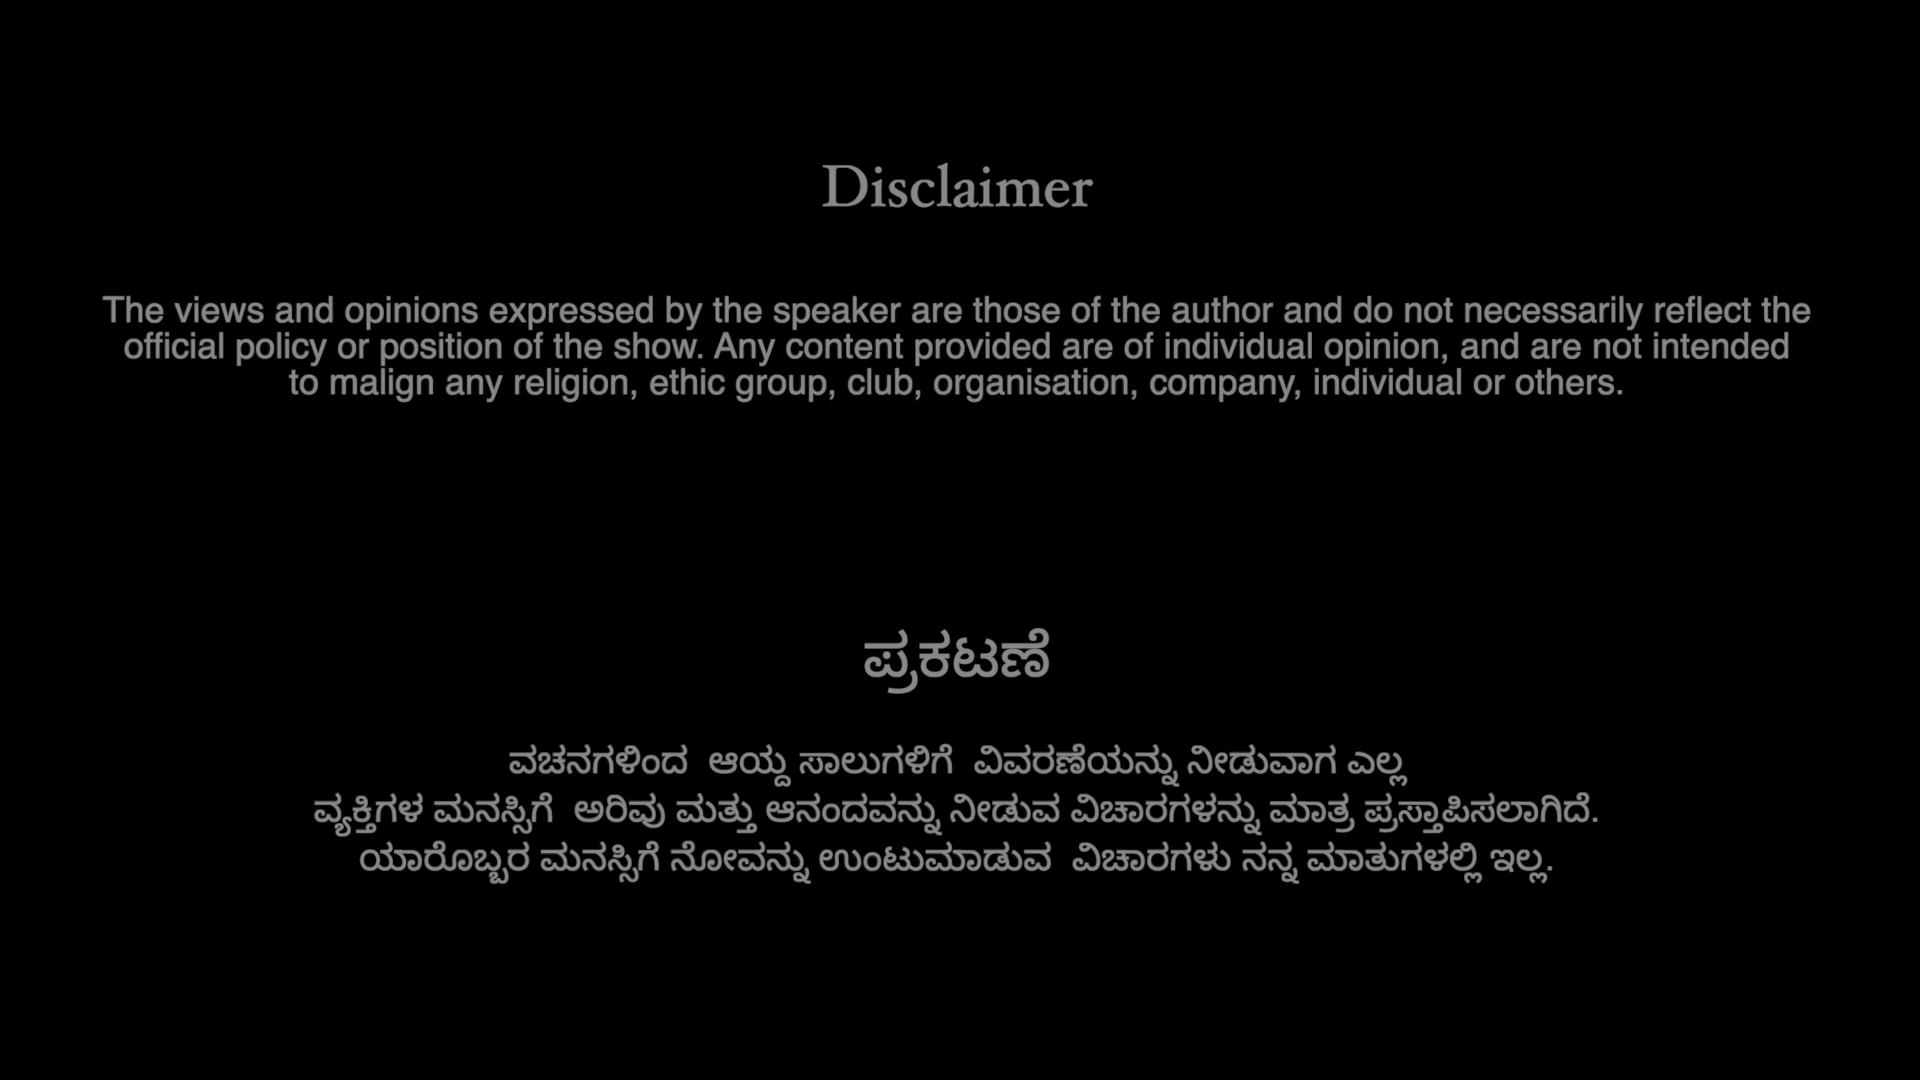 Disclaimer
The views and opinions expressed by the speaker are those of the author and do not necessarily reflect the
official policy or position of the show. Any content provided are of individual opinion, and are not intended
to malign any religion, ethic group, club, organisation, company, individual or others.
ಪ್ರಕಟಣೆ
ವಚನಗಳಿಂದ ಆಯ್ದ ಸಾಲುಗಳಿಗೆ ವಿವರಣೆಯನ್ನು ನೀಡುವಾಗ ಎಲ್ಲ
ವ್ಯಕ್ತಿಗಳ ಮನಸ್ಸಿಗೆ ಅರಿವು ಮತ್ತು ಆನಂದವನ್ನು ನೀಡುವ ವಿಚಾರಗಳನ್ನು ಮಾತ್ರ ಪ್ರಸ್ತಾಪಿಸಲಾಗಿದೆ.
ಯಾರೊಬ್ಬರ ಮನಸ್ಸಿಗೆ ನೋವನ್ನು ಉಂಟುಮಾಡುವ ವಿಚಾರಗಳು ನನ್ನ ಮಾತುಗಳಲ್ಲಿ ಇಲ್ಲ.